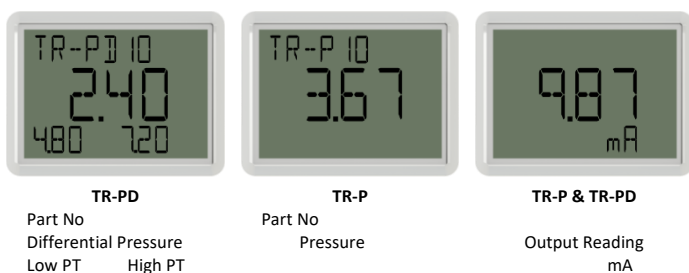 TR-PD10
2.40
4.80 7.20
TR-P10
3.67
9.87
mA
TR-PD
Part No
Differential Pressure
Low PT High PT
TR-P
Part No
Pressure
TR-P & TR-PD
Output Reading
mA